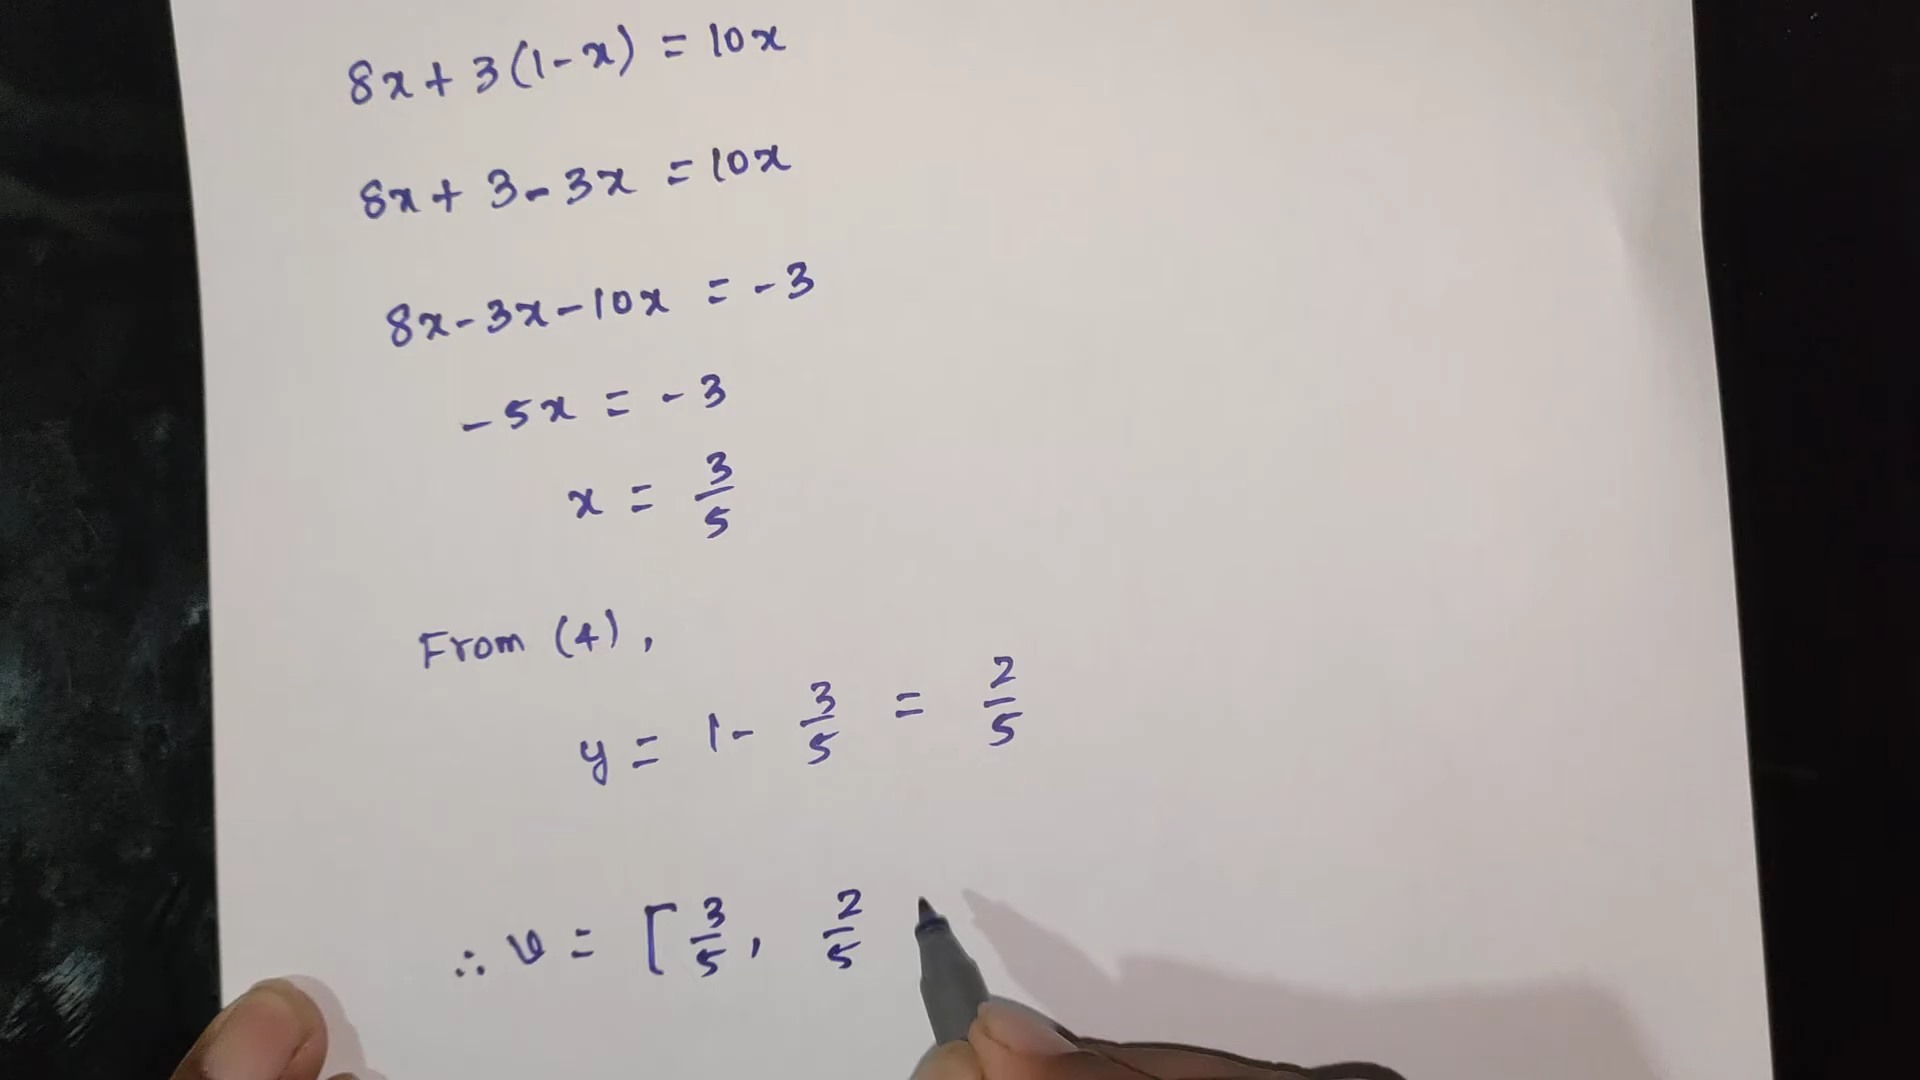 8x + 3(1-x) = 10x
8x + 3 - 3x = 10x
8x - 3x - 10x = -3
-5x = -3
x = 3/5
From (4),
y = 1 - 3/5 = 2/5
∴ v = [3/5, 2/5